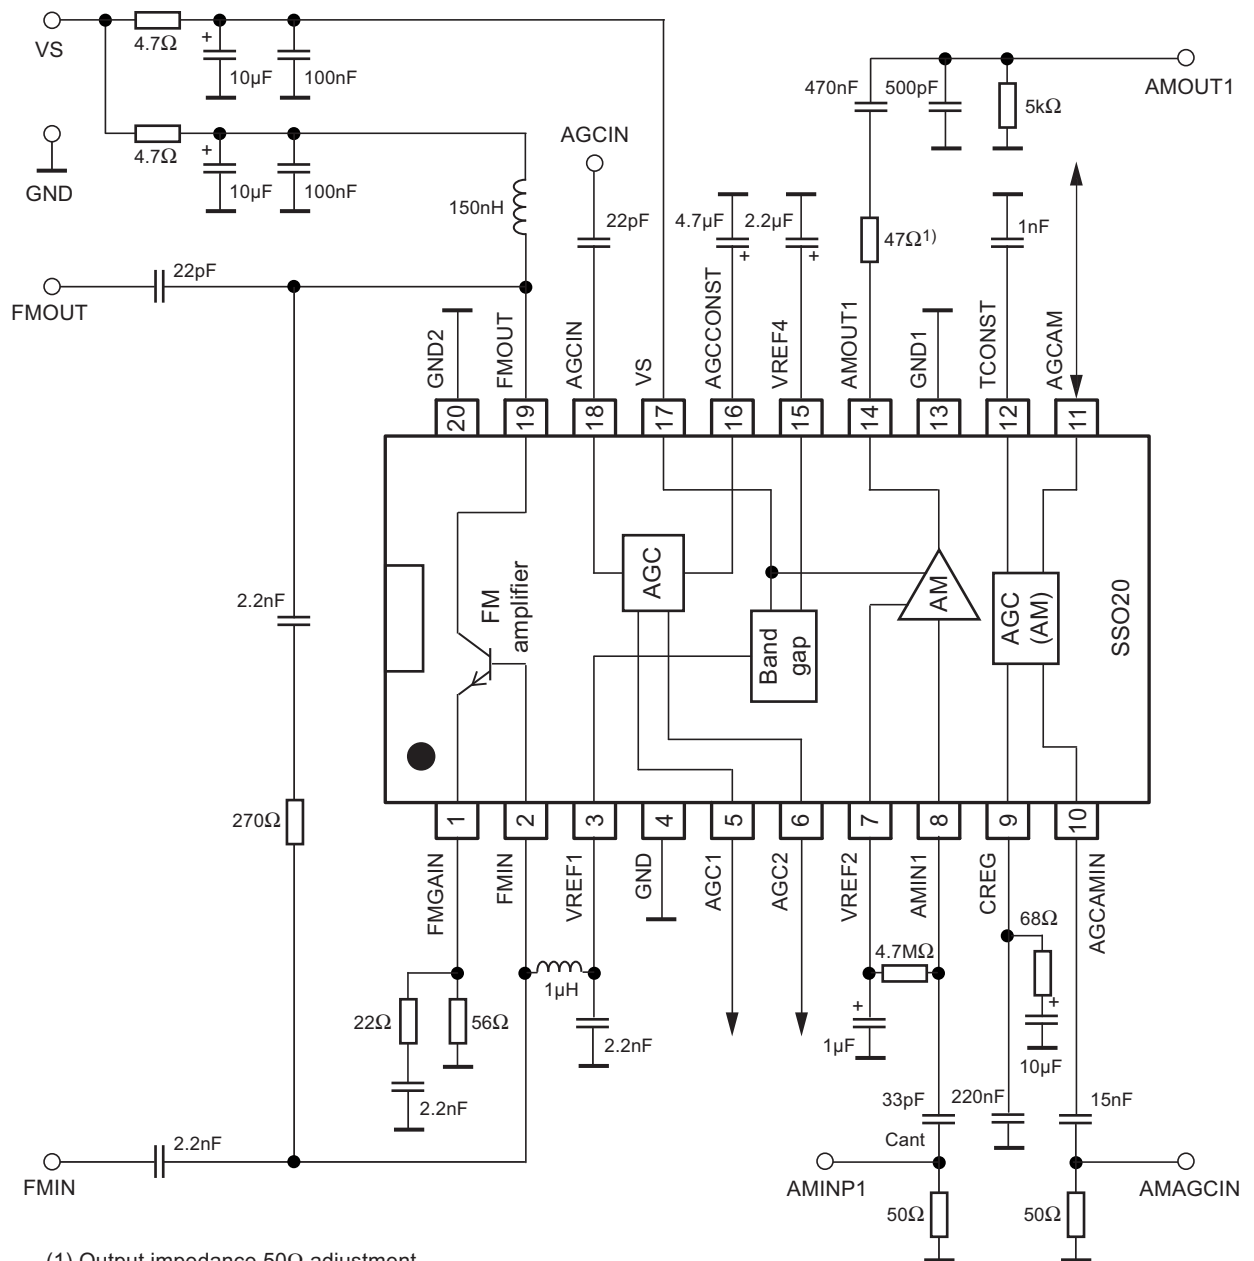 VS
4.7Ω
+
10µF
100nF
470nF
500pF
5kΩ
AMOUT1
GND
4.7Ω
+
10µF
100nF
AGCIN
150nH
22pF
4.7µF
+
2.2µF
+
47Ω1)
1nF
FMOUT
22pF
GND2
FMOUT
AGCIN
VS
AGCCONST
VREF4
AMOUT1
GND1
TCONST
AGCAM
20
19
18
17
16
15
14
13
12
11
FM
amplifier
AGC
Band
gap
AM
AGC
(AM)
SSO20
2.2nF
270Ω
1
2
3
4
5
6
7
8
9
10
FMGAIN
FMIN
VREF1
GND
AGC1
AGC2
VREF2
AMIN1
CREG
AGCAMIN
22Ω
56Ω
2.2nF
1µH
2.2nF
4.7MΩ
+
1µF
68Ω
+
10µF
33pF
Cant
220nF
15nF
FMIN
2.2nF
AMINP1
50Ω
50Ω
AMAGCIN
(1) Output impedance 50Ω adjustment